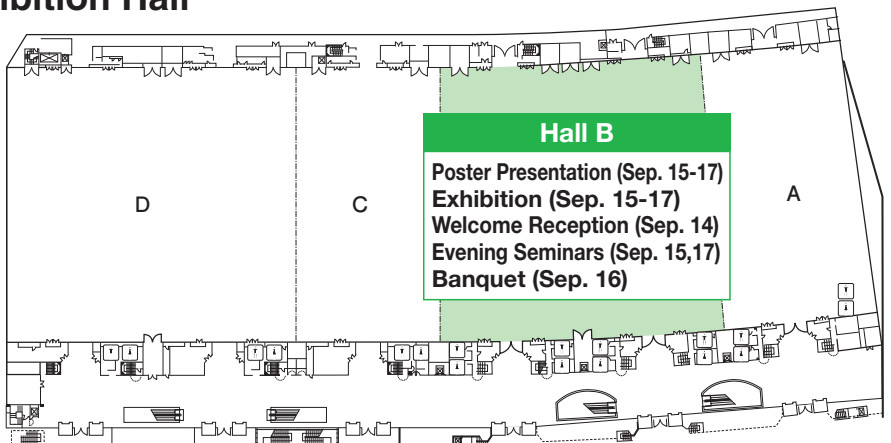 ibition Hall
Hall B
Poster Presentation (Sep. 15-17)
Exhibition (Sep. 15-17)
Welcome Reception (Sep. 14)
Evening Seminars (Sep. 15,17)
Banquet (Sep. 16)
D
C
A